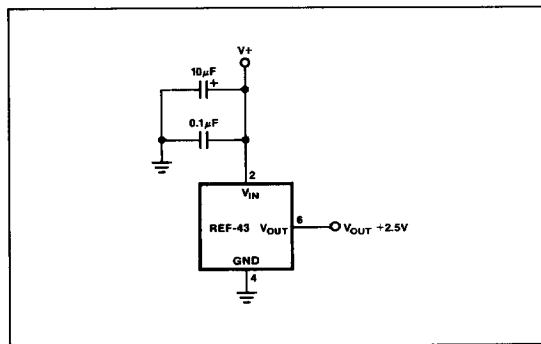 V+
10μF
+
0.1μF
2
VIN
REF-43 VOUT
6
VOUT +2.5V
GND
4